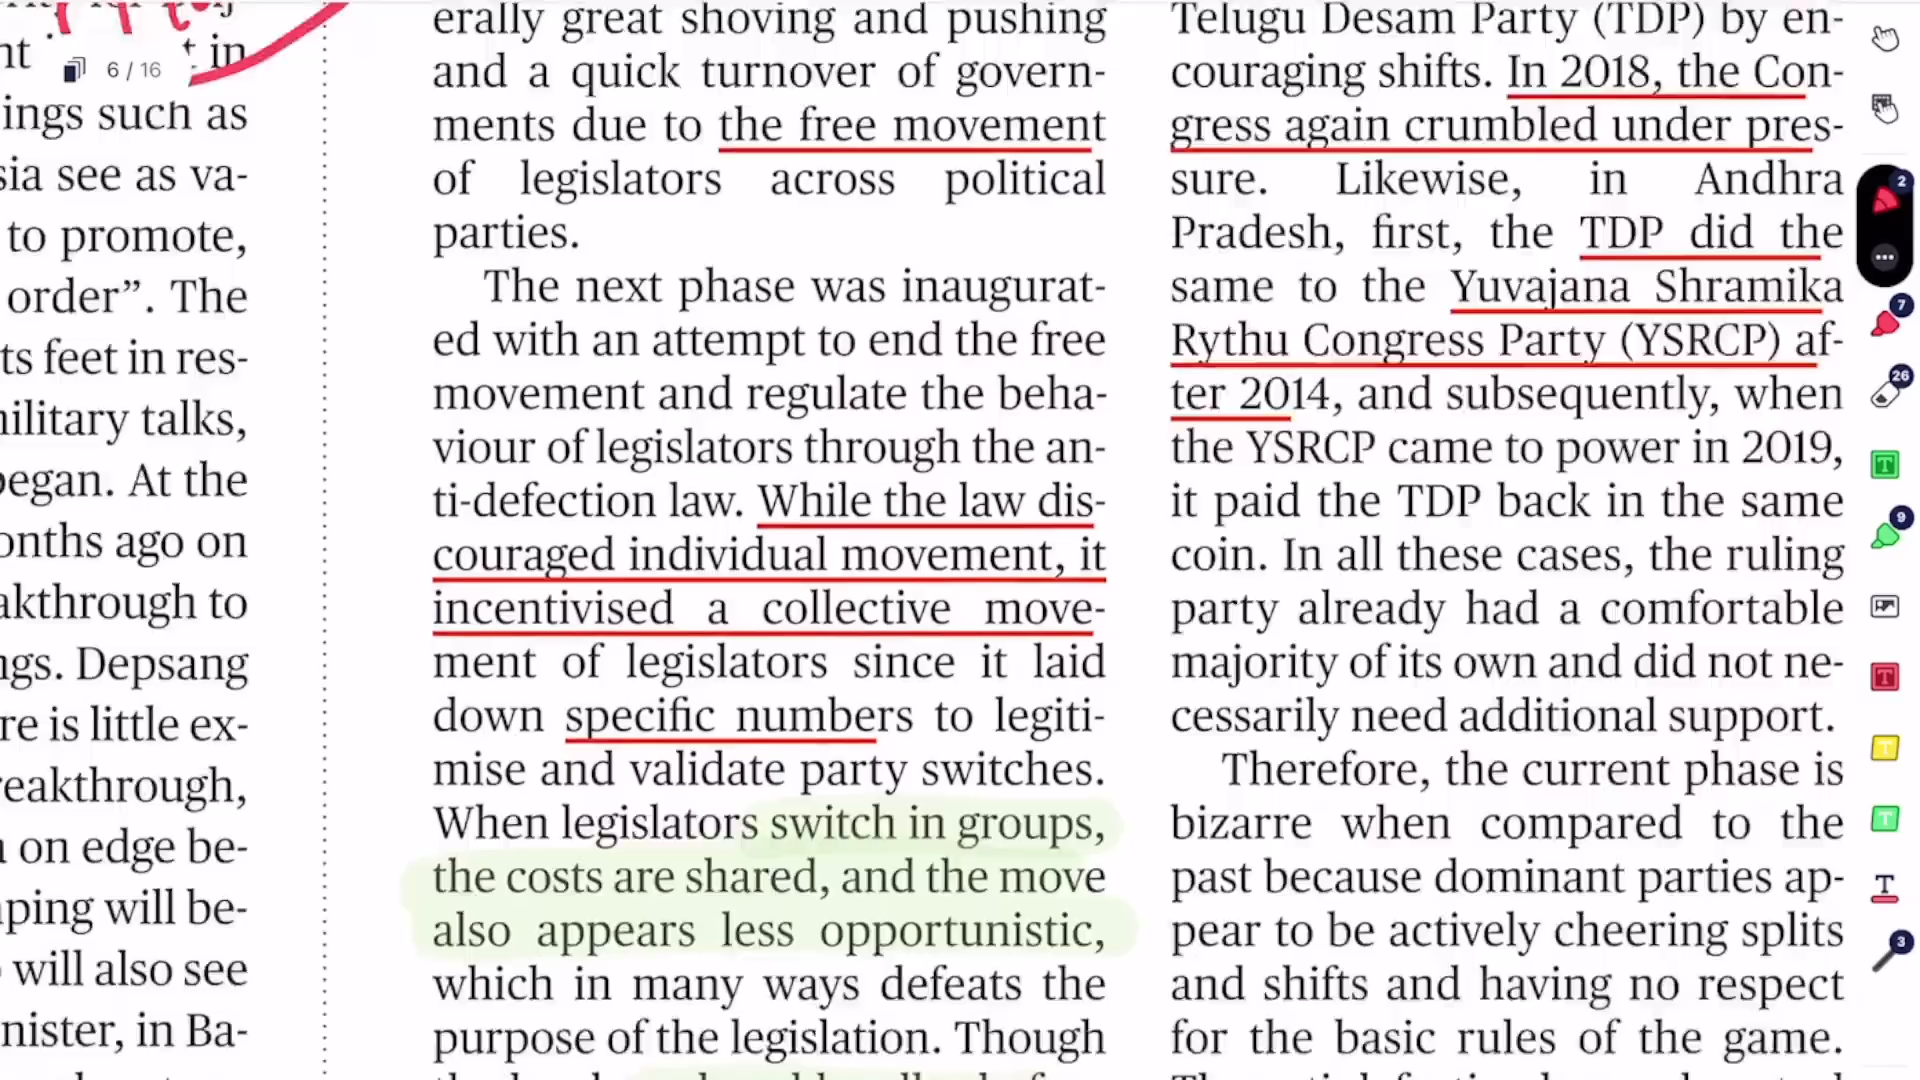 6 / 16
in
ings such as
sia see as va-
to promote,
order”. The
ts feet in res-
military talks,
began. At the
onths ago on
akthrough to
ngs. Depsang
re is little ex-
reakthrough,
on edge be-
ping will be-
will also see
nister, in Ba-
erally great shoving and pushing
and a quick turnover of govern-
ments due to the free movement
of legislators across political
parties.
The next phase was inaugurat-
ed with an attempt to end the free
movement and regulate the beha-
viour of legislators through the an-
ti-defection law. While the law dis-
couraged individual movement, it
incentivised a collective move-
ment of legislators since it laid
down specific numbers to legiti-
mise and validate party switches.
When legislators switch in groups,
the costs are shared, and the move
also appears less opportunistic,
which in many ways defeats the
purpose of the legislation. Though
Telugu Desam Party (TDP) by en-
couraging shifts. In 2018, the Con-
gress again crumbled under pres-
sure. Likewise, in Andhra
Pradesh, first, the TDP did the
same to the Yuvajana Shramika
Rythu Congress Party (YSRCP) af-
ter 2014, and subsequently, when
the YSRCP came to power in 2019,
it paid the TDP back in the same
coin. In all these cases, the ruling
party already had a comfortable
majority of its own and did not ne-
cessarily need additional support.
Therefore, the current phase is
bizarre when compared to the
past because dominant parties ap-
pear to be actively cheering splits
and shifts and having no respect
for the basic rules of the game.
2
7
26
T
9
T
T
T
T
3